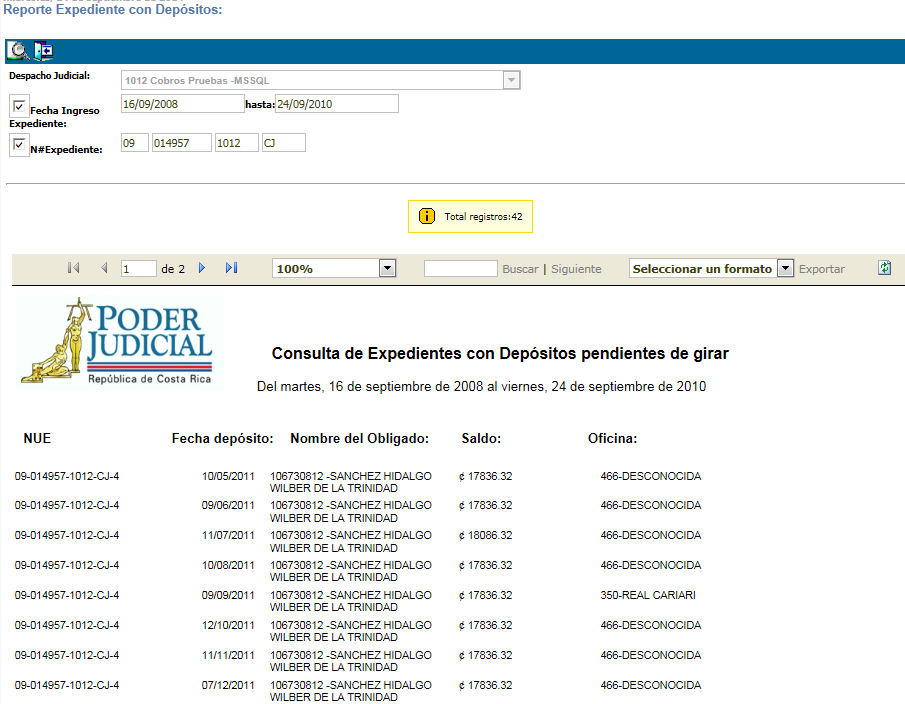 Reporte Expediente con Depósitos:
Despacho Judicial:
1012 Cobros Pruebas -MSSQL
Fecha Ingreso Expediente:
16/09/2008 hasta: 24/09/2010
N#Expediente:
09 014957 1012 CJ
Total registros:42
1 de 2 100% Buscar | Siguiente Seleccionar un formato Exportar
PODER
JUDICIAL
República de Costa Rica
Consulta de Expedientes con Depósitos pendientes de girar
Del martes, 16 de septiembre de 2008 al viernes, 24 de septiembre de 2010
NUE Fecha depósito: Nombre del Obligado: Saldo: Oficina:
09-014957-1012-CJ-4 10/05/2011 106730812 -SANCHEZ HIDALGO ¢ 17836.32 466-DESCONOCIDA
WILBER DE LA TRINIDAD
09-014957-1012-CJ-4 09/06/2011 106730812 -SANCHEZ HIDALGO ¢ 17836.32 466-DESCONOCIDA
WILBER DE LA TRINIDAD
09-014957-1012-CJ-4 11/07/2011 106730812 -SANCHEZ HIDALGO ¢ 18086.32 466-DESCONOCIDA
WILBER DE LA TRINIDAD
09-014957-1012-CJ-4 10/08/2011 106730812 -SANCHEZ HIDALGO ¢ 17836.32 466-DESCONOCIDA
WILBER DE LA TRINIDAD
09-014957-1012-CJ-4 09/09/2011 106730812 -SANCHEZ HIDALGO ¢ 17836.32 350-REAL CARIARI
WILBER DE LA TRINIDAD
09-014957-1012-CJ-4 12/10/2011 106730812 -SANCHEZ HIDALGO ¢ 17836.32 466-DESCONOCIDA
WILBER DE LA TRINIDAD
09-014957-1012-CJ-4 11/11/2011 106730812 -SANCHEZ HIDALGO ¢ 17836.32 466-DESCONOCIDA
WILBER DE LA TRINIDAD
09-014957-1012-CJ-4 07/12/2011 106730812 -SANCHEZ HIDALGO ¢ 17836.32 466-DESCONOCIDA
WILBER DE LA TRINIDAD